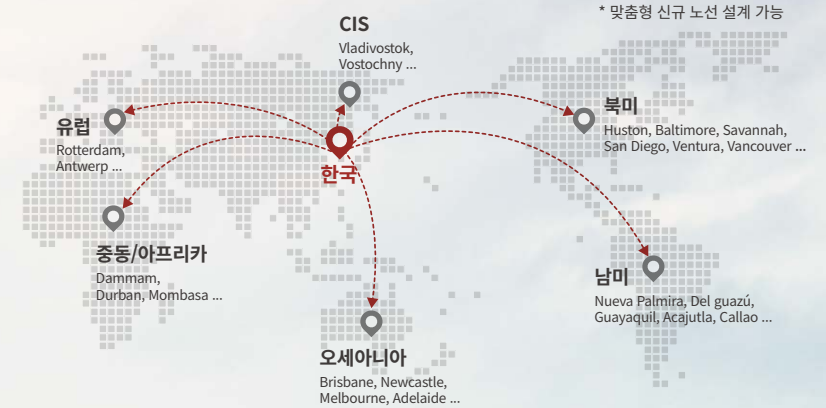 * 맞춤형 신규 노선 설계 가능
CIS
Vladivostok,
Vostochny ...
유럽
Rotterdam,
Antwerp ...
한국
북미
Huston, Baltimore, Savannah,
San Diego, Ventura, Vancouver ...
중동/아프리카
Dammam,
Durban, Mombasa ...
남미
Nueva Palmira, Del guazú,
Guayaquil, Acajutla, Callao ...
오세아니아
Brisbane, Newcastle,
Melbourne, Adelaide ...